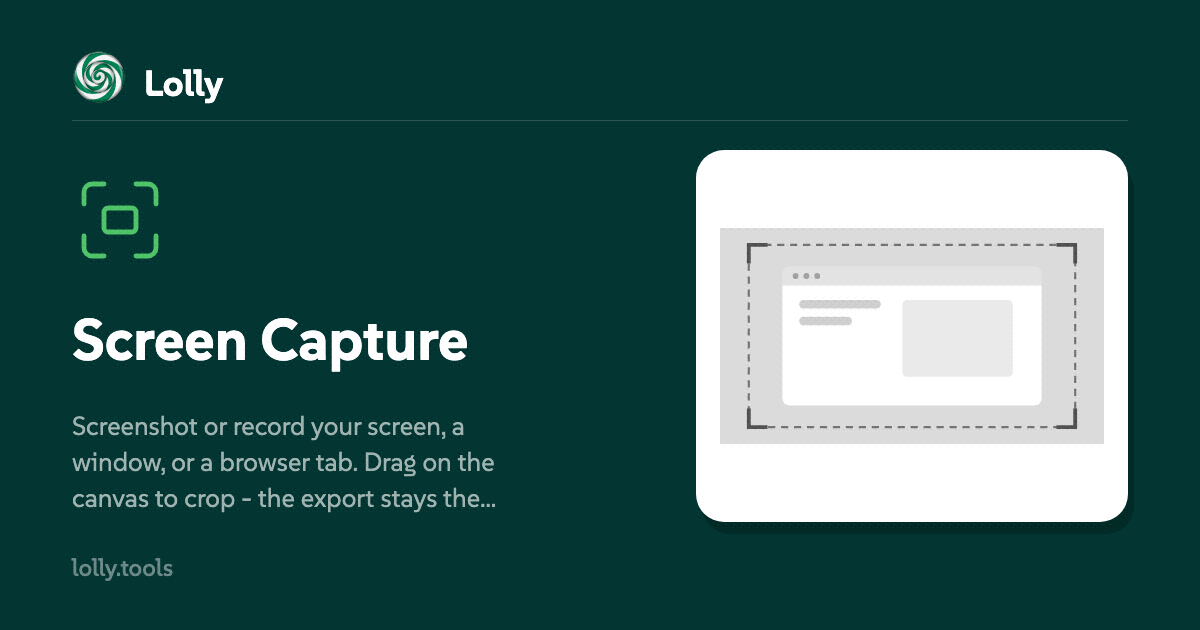 Lolly
Screen Capture
Screenshot or record your screen, a
window, or a browser tab. Drag on the
canvas to crop - the export stays the...
lolly.tools